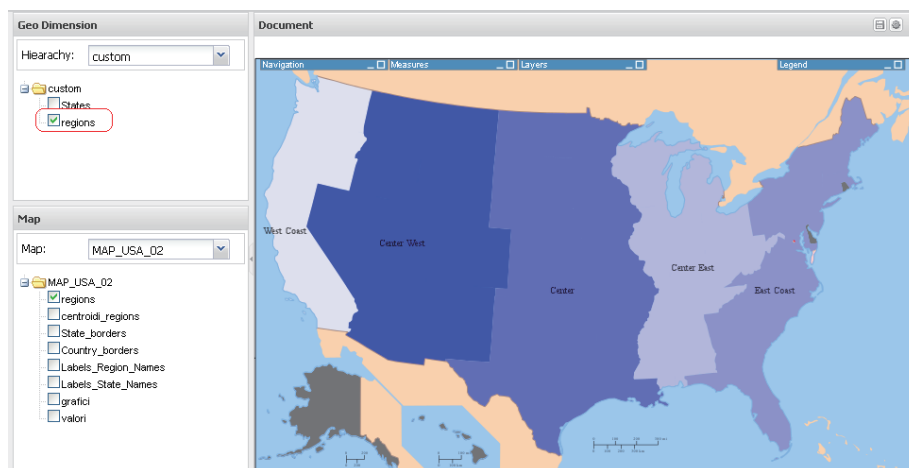 Geo Dimension
Document
Hiearachy: custom
custom
States
regions
Navigation
Measures
Layers
Legend
Map
Map: MAP_USA_02
MAP_USA_02
regions
centroidi_regions
State_borders
Country_borders
Labels_Region_Names
Labels_State_Names
grafici
valori
West Coast
Center West
Center
Center East
East Coast